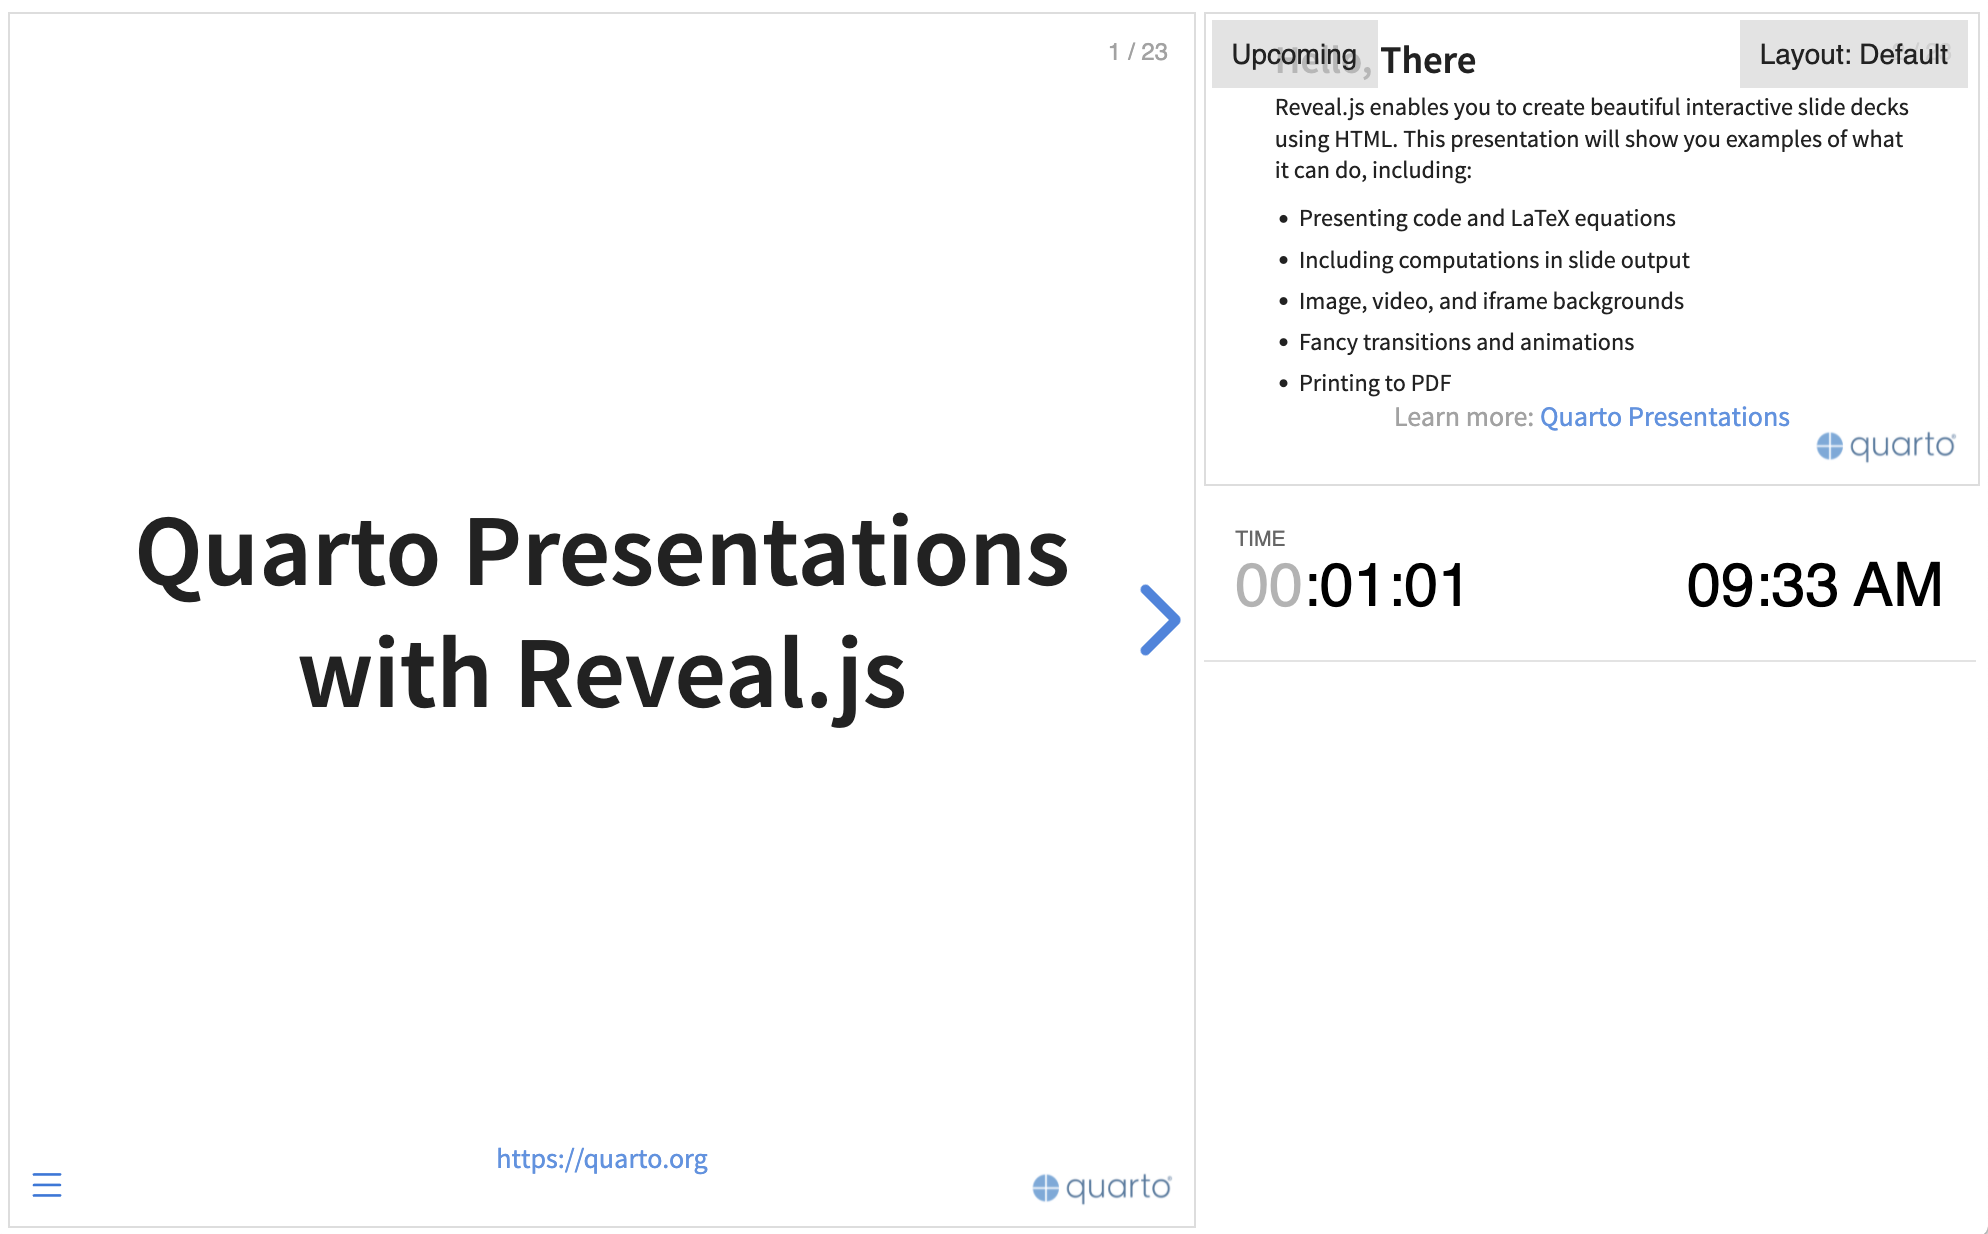 1 / 23
Quarto Presentations
with Reveal.js
https://quarto.org
quarto
Upcoming
Layout: Default
Hello, There
Reveal.js enables you to create beautiful interactive slide decks
using HTML. This presentation will show you examples of what
it can do, including:
• Presenting code and LaTeX equations
• Including computations in slide output
• Image, video, and iframe backgrounds
• Fancy transitions and animations
• Printing to PDF
Learn more: Quarto Presentations
quarto
TIME
00:01:01
09:33 AM